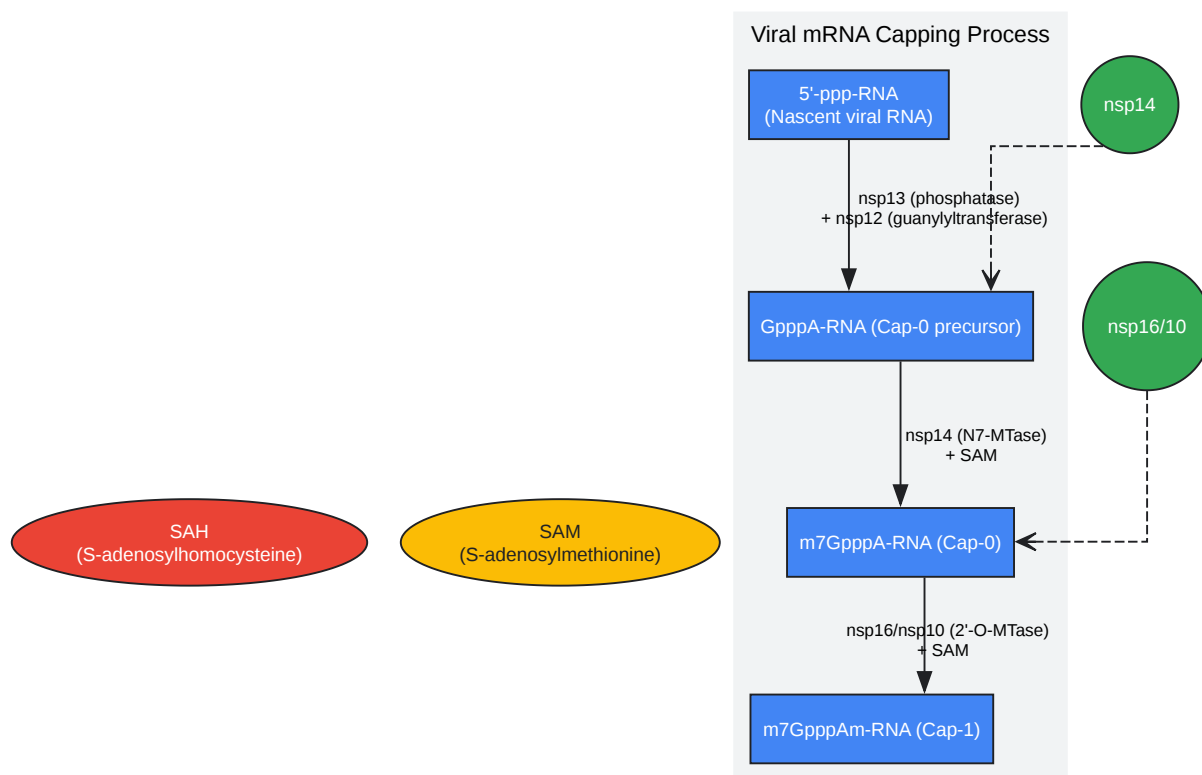 Viral mRNA Capping Process
5'-ppp-RNA
(Nascent viral RNA)
nsp14
nsp13 (phosphatase)
+ nsp12 (guanylyltransferase)
GpppA-RNA (Cap-0 precursor)
nsp16/10
nsp14 (N7-MTase)
+ SAM
SAH
(S-adenosylhomocysteine)
SAM
(S-adenosylmethionine)
m7GpppA-RNA (Cap-0)
nsp16/nsp10 (2'-O-MTase)
+ SAM
m7GpppAm-RNA (Cap-1)